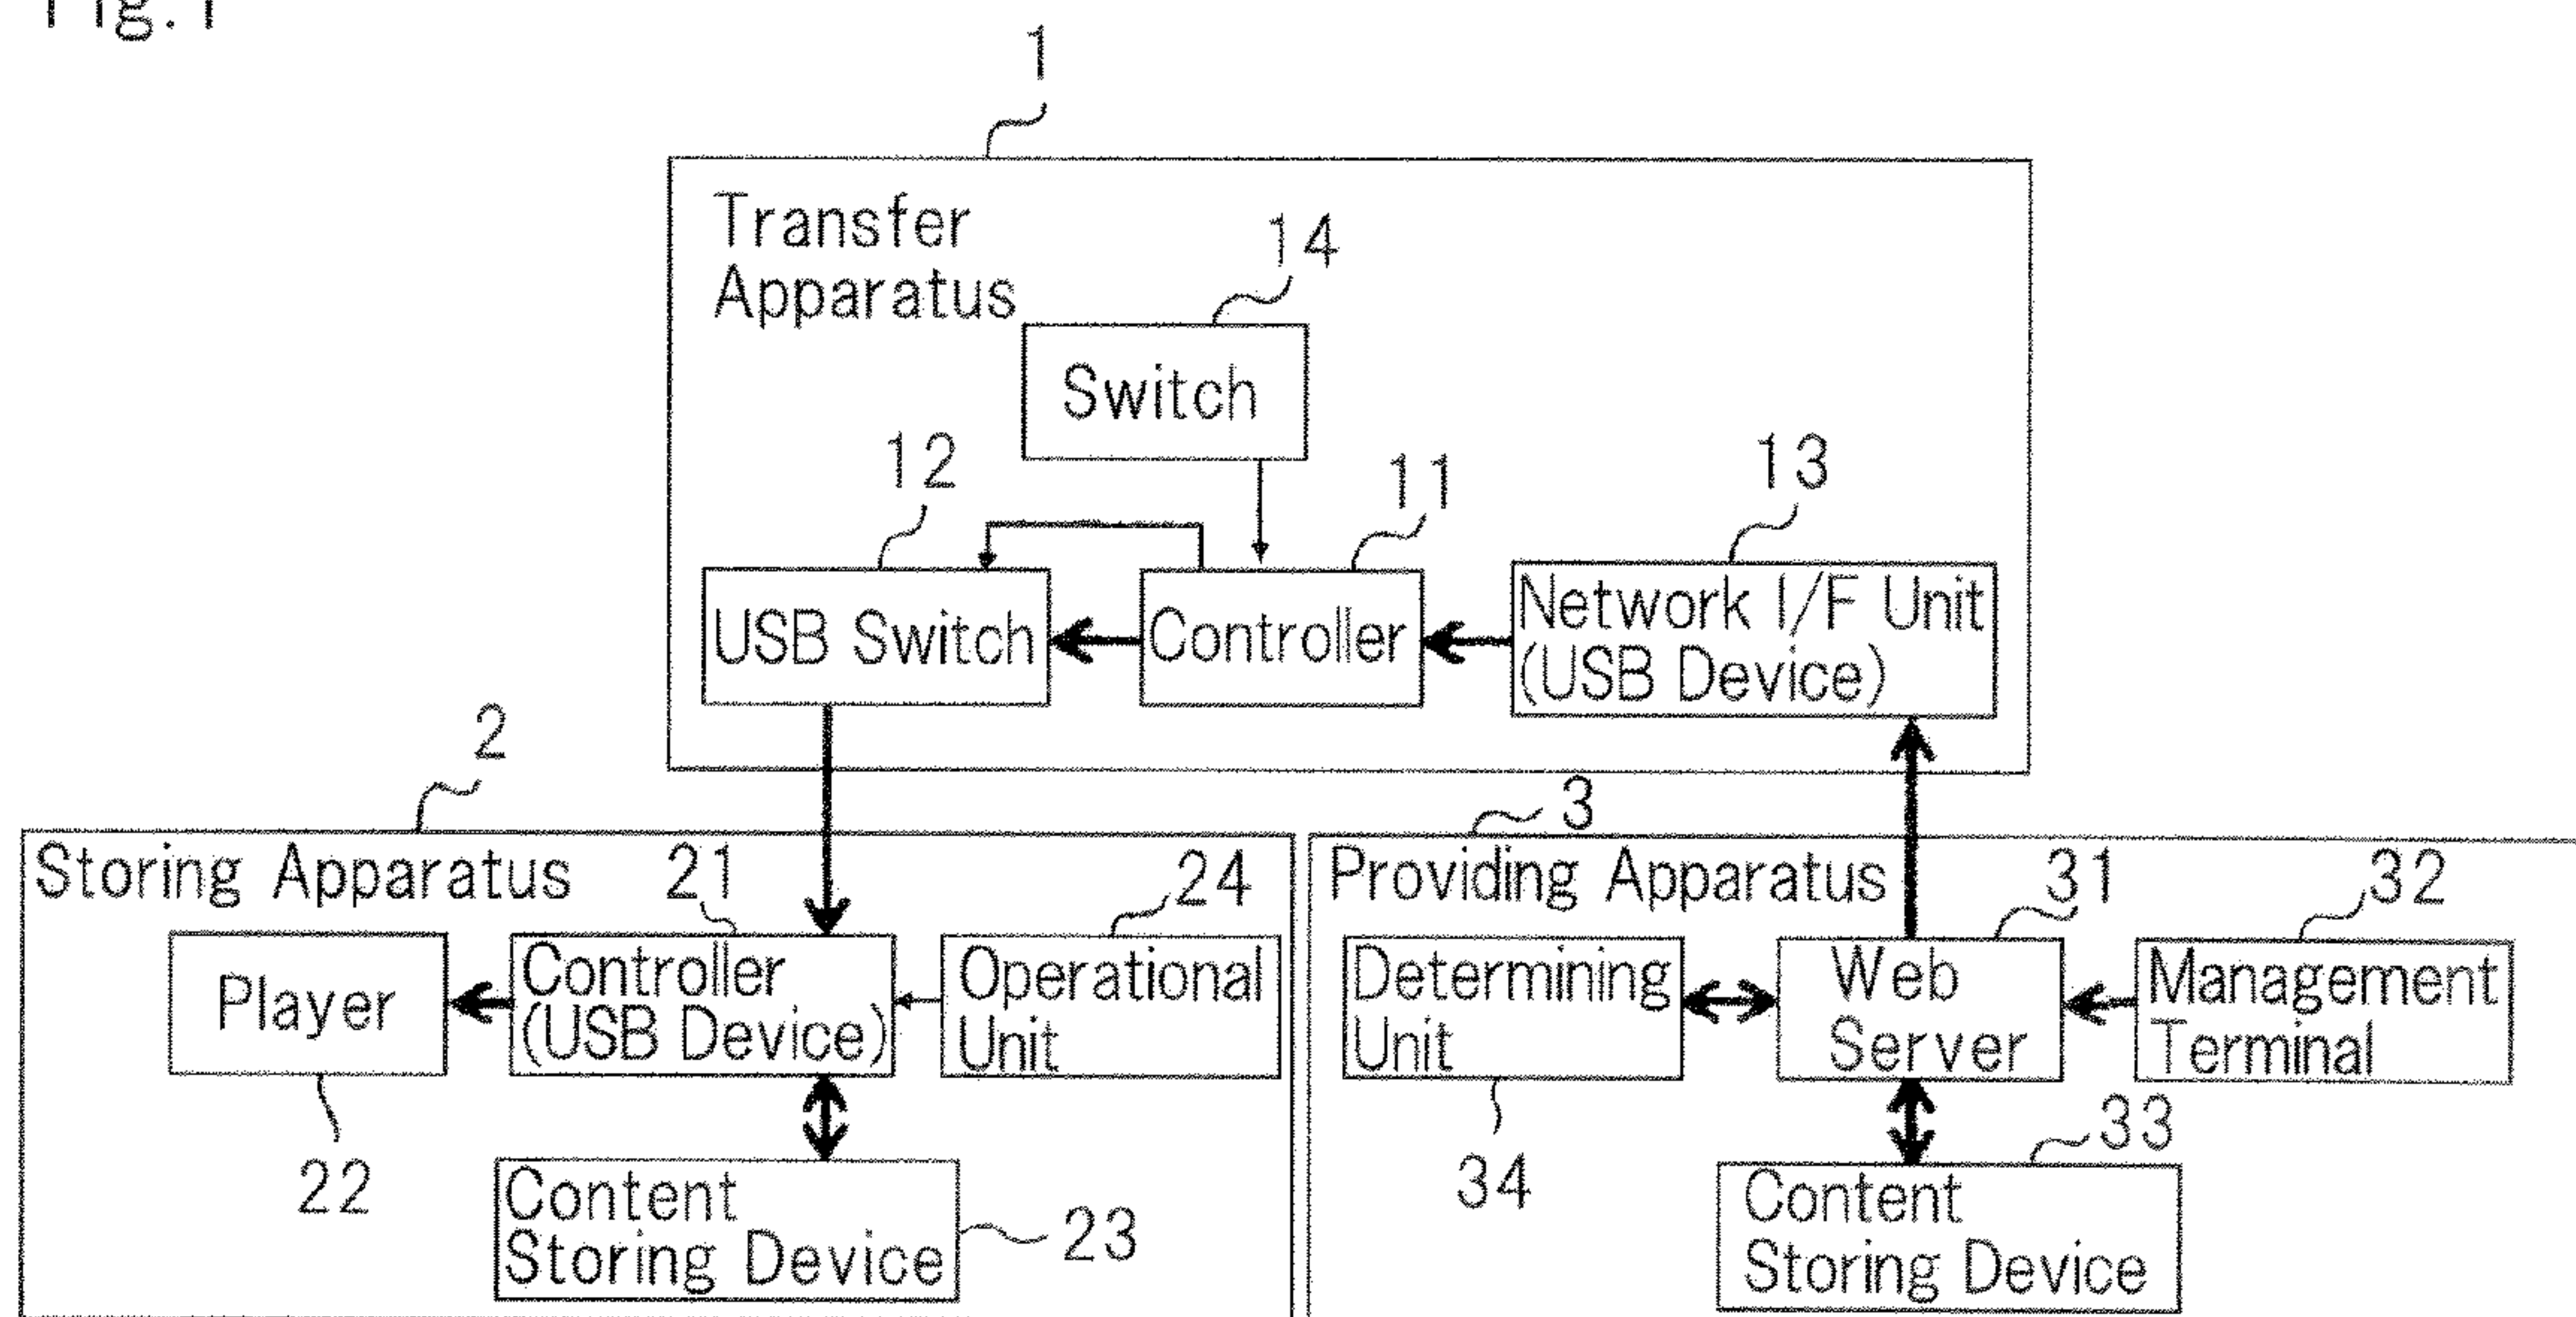 Fig.1
1
Transfer
Apparatus
14
Switch
12
11
13
USB Switch
Controller
Network I/F Unit
(USB Device)
2
3
Storing Apparatus
21
24
Player
Controller
(USB Device)
Operational
Unit
22
Content
Storing Device
23
Providing Apparatus
31
32
Determining
Unit
Web
Server
Management
Terminal
34
33
Content
Storing Device